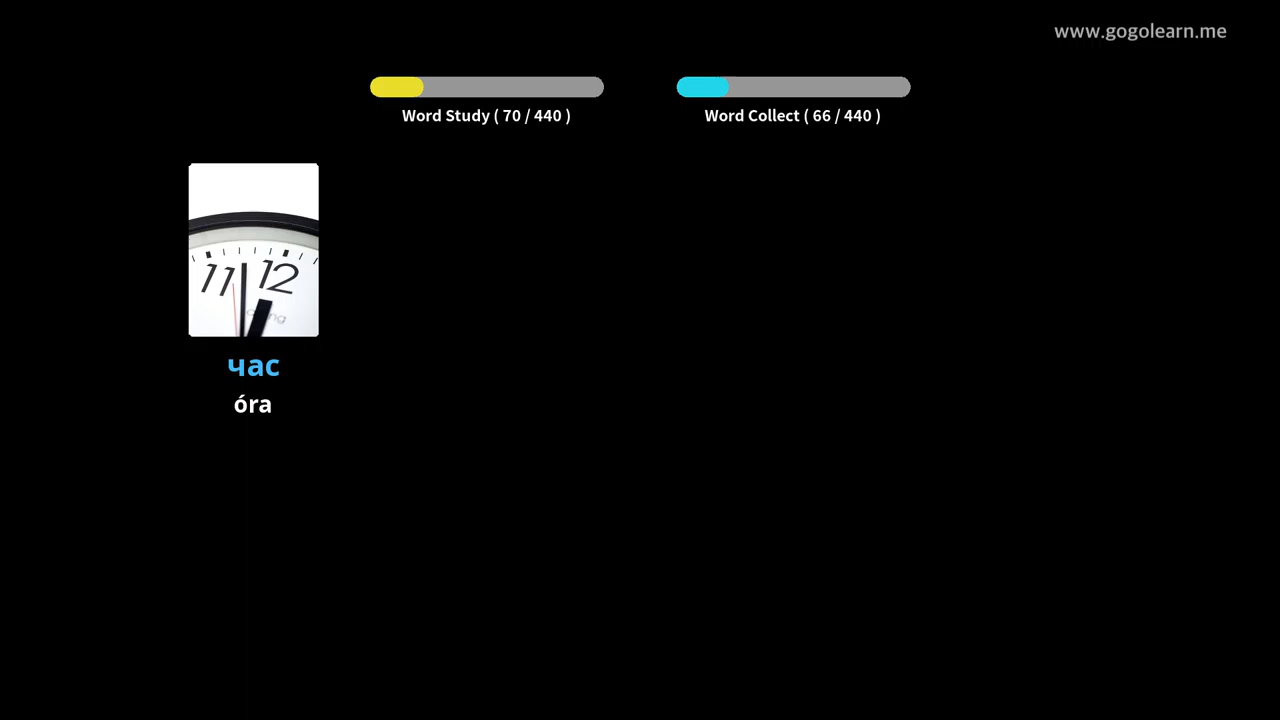 www.gogolearn.me
Word Study ( 70 / 440 )
Word Collect ( 66 / 440 )
11 12
час
óra